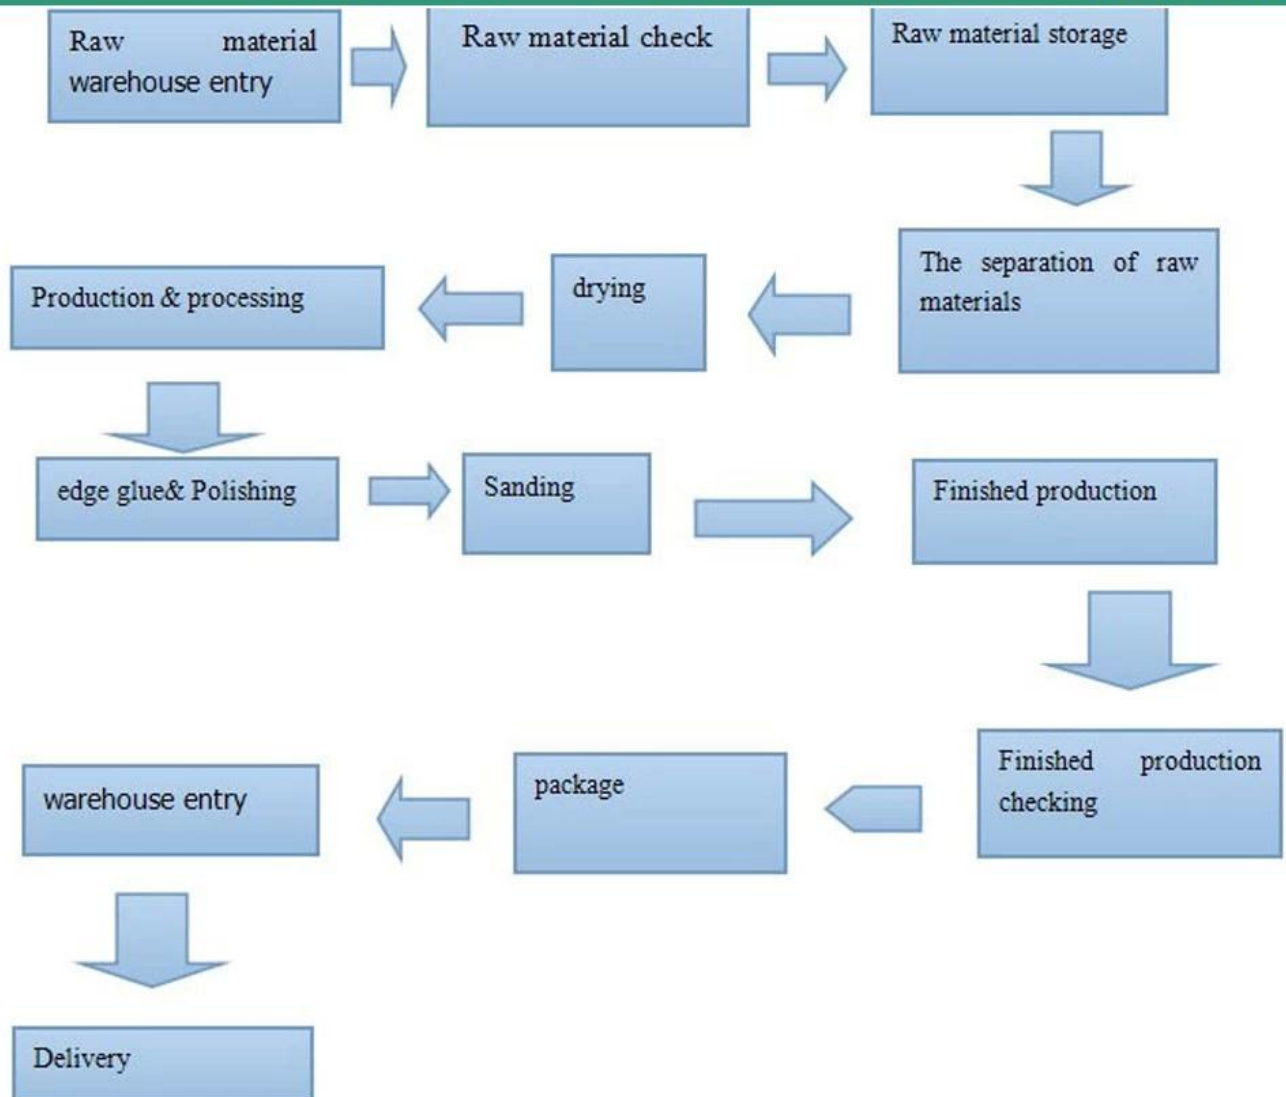 Raw material
warehouse entry
Raw material check
Raw material storage
The separation of raw
materials
drying
Production & processing
edge glue& Polishing
Sanding
Finished production
Finished production
checking
package
warehouse entry
Delivery